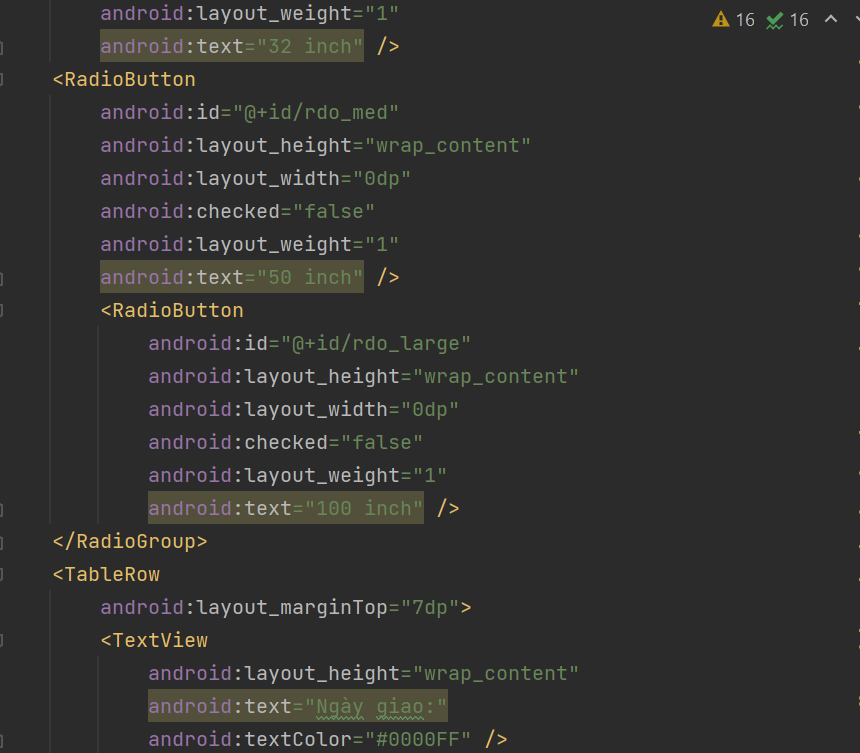 android:layout_weight="1"
16 16
android:text="32 inch" />
<RadioButton
android:id="@+id/rdo_med"
android:layout_height="wrap_content"
android:layout_width="0dp"
android:checked="false"
android:layout_weight="1"
android:text="50 inch" />
<RadioButton
android:id="@+id/rdo_large"
android:layout_height="wrap_content"
android:layout_width="0dp"
android:checked="false"
android:layout_weight="1"
android:text="100 inch" />
</RadioGroup>
<TableRow
android:layout_marginTop="7dp">
<TextView
android:layout_height="wrap_content"
android:text="Ngày giao:"
android:textColor="#0000FF" />